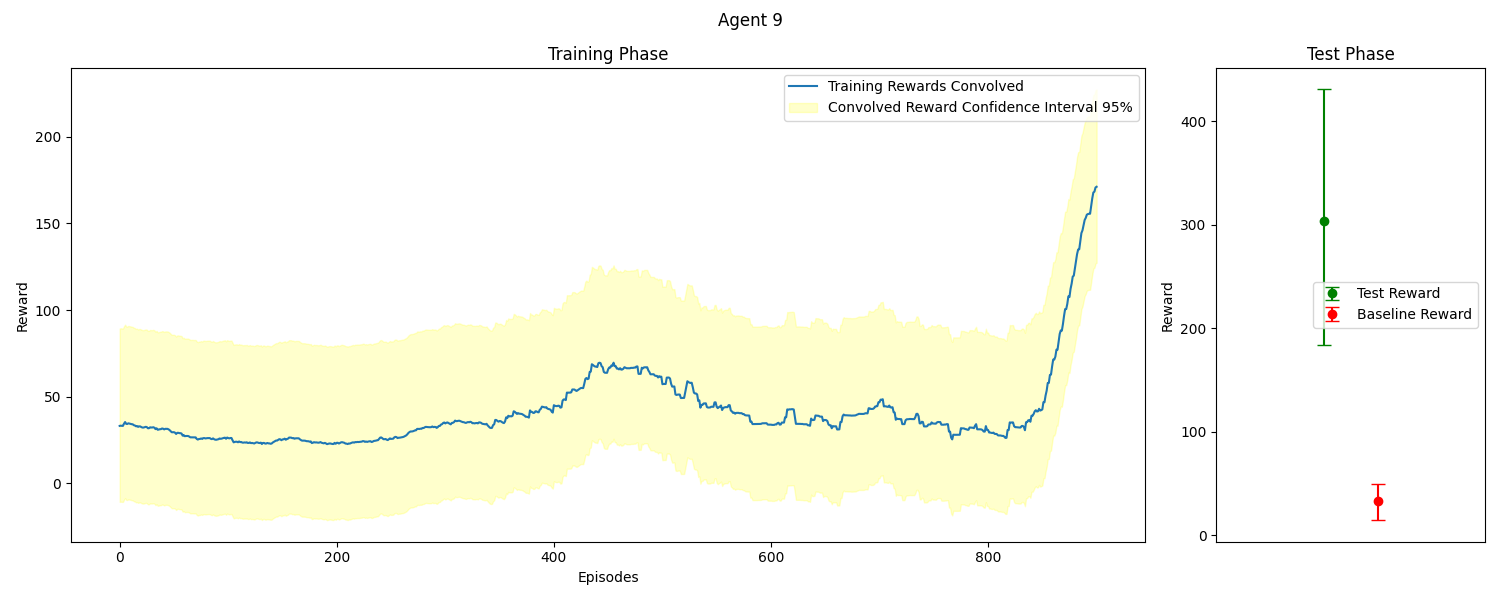 Agent 9
Training Phase
Training Rewards Convolved
Convolved Reward Confidence Interval 95%
200
150
100
50
0
Reward
0
200
400
600
800
Episodes
Test Phase
400
300
200
100
0
Reward
Test Reward
Baseline Reward